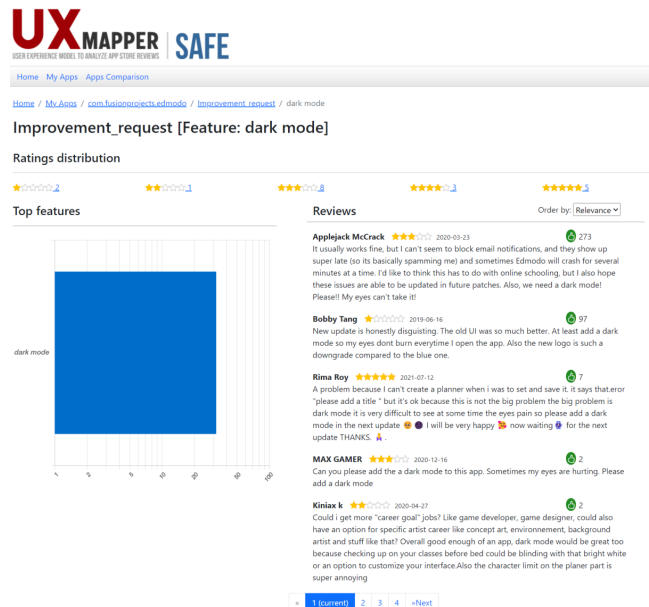 UXMAPPER SAFE
USER EXPERIENCE MODEL TO ANALYZE APP STORE REVIEWS
Home My Apps Apps Comparison
Home / My Apps / com.fusionprojects.edmodo / Improvement_request / dark mode
Improvement_request [Feature: dark mode]
Ratings distribution
2 1 8 3 5
Top features
dark mode
1 2 5 10 20 50 100
Reviews Order by: Relevance
Applejack McCrack 2020-03-23 273
It usually works fine, but I can't seem to block email notifications, and they show up
super late (so its basically spamming me) and sometimes Edmodo will crash for several
minutes at a time. I'd like to think this has to do with online schooling, but I also hope
these issues are able to be updated in future patches. Also, we need a dark mode!
Please!! My eyes can't take it!
Bobby Tang 2019-06-16 97
New update is honestly disguisting. The old UI was so much better. At least add a dark
mode so my eyes dont burn everytime I open the app. Also the new logo is such a
downgrade compared to the blue one.
Rima Roy 2021-07-12 7
A problem because I can't create a planner when i was to set and save it. it says that.eror
"please add a title " but it's ok because this is not the big problem the big problem is
dark mode it is very difficult to see at some time the eyes pain so please add a dark
mode in the next update 😍 🌑 I will be very happy 🥰 now waiting for the next
update THANKS. 🙏 .
MAX GAMER 2020-12-16 2
Can you please add the a dark mode to this app. Sometimes my eyes are hurting. Please
add a dark mode
Kiniax k 2020-04-27 2
Could i get more "career goal" jobs? Like game developer, game designer, could also
have an option for specific artist career like concept art, environnement, background
artist and stuff like that? Overall good enough of an app, dark mode would be great too
because checking up on your classes before bed could be blinding with that bright white
or an option to customize your interface.Also the character limit on the planer part is
super annoying
« 1 (current) 2 3 4 »Next